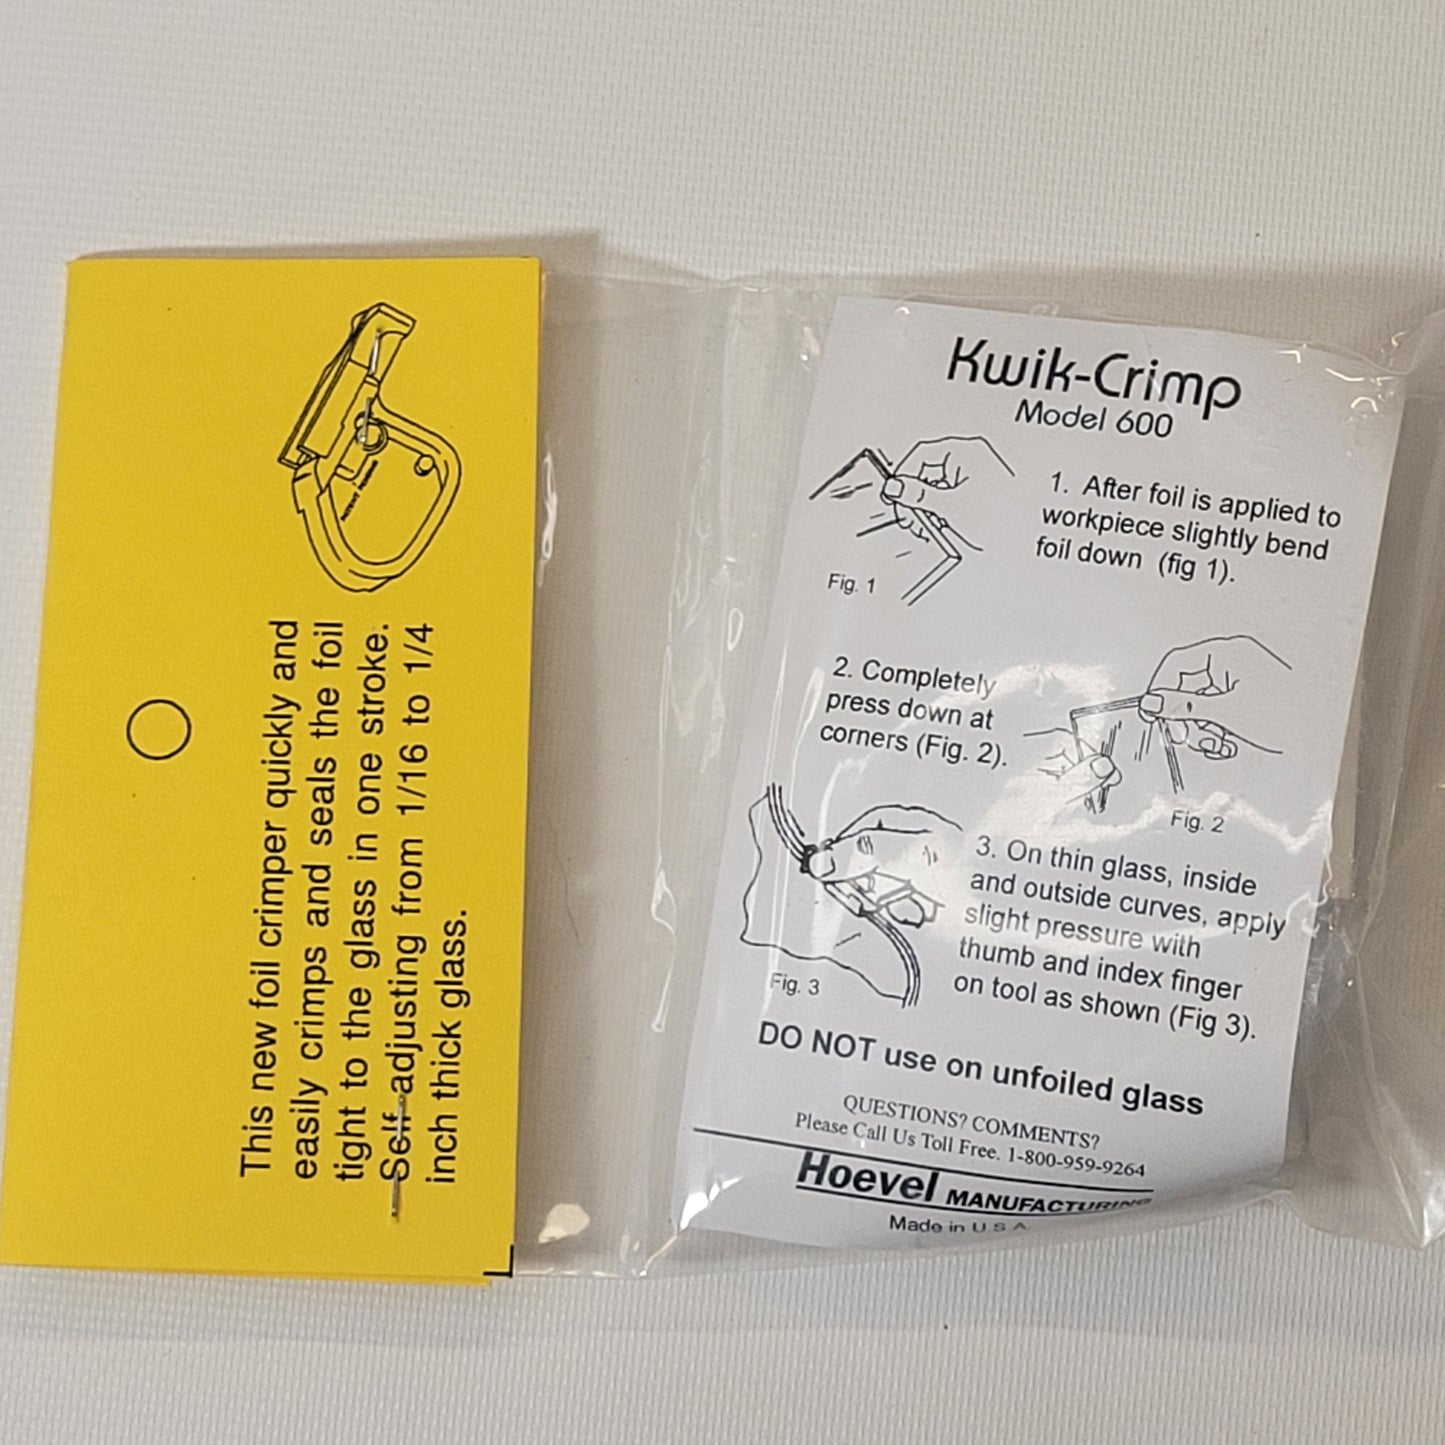 This new foil crimper quickly and
easily crimps and seals the foil
tight to the glass in one stroke.
Self-adjusting from 1/16 to 1/4
inch thick glass.
Kwik-Crimp
Model 600
1. After foil is applied to
workpiece slightly bend
foil down (fig 1).
Fig. 1
2. Completely
press down at
corners (Fig. 2).
Fig. 2
3. On thin glass, inside
and outside curves, apply
slight pressure with
thumb and index finger
on tool as shown (Fig 3).
Fig. 3
DO NOT use on unfoiled glass
QUESTIONS? COMMENTS?
Please Call Us Toll Free. 1-800-959-9264
Hoevel MANUFACTURING
Made in U.S.A